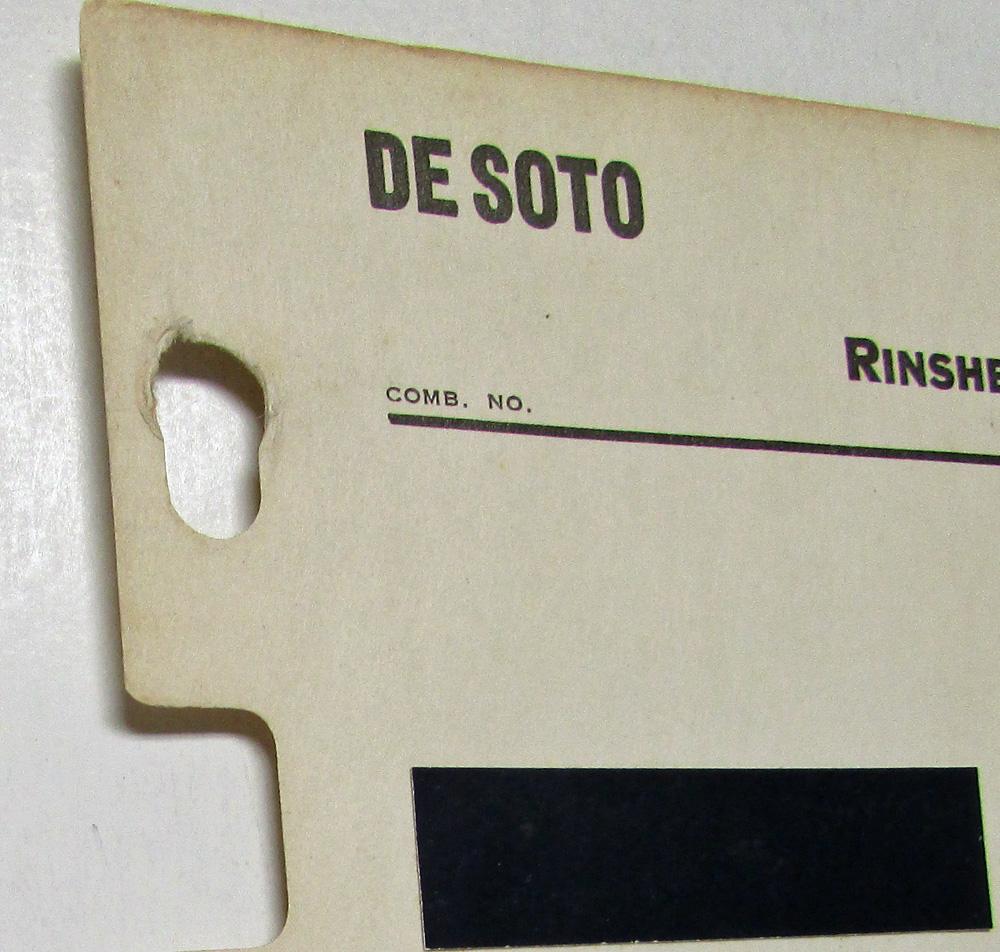 DE SOTO
RINSHE
COMB. NO.